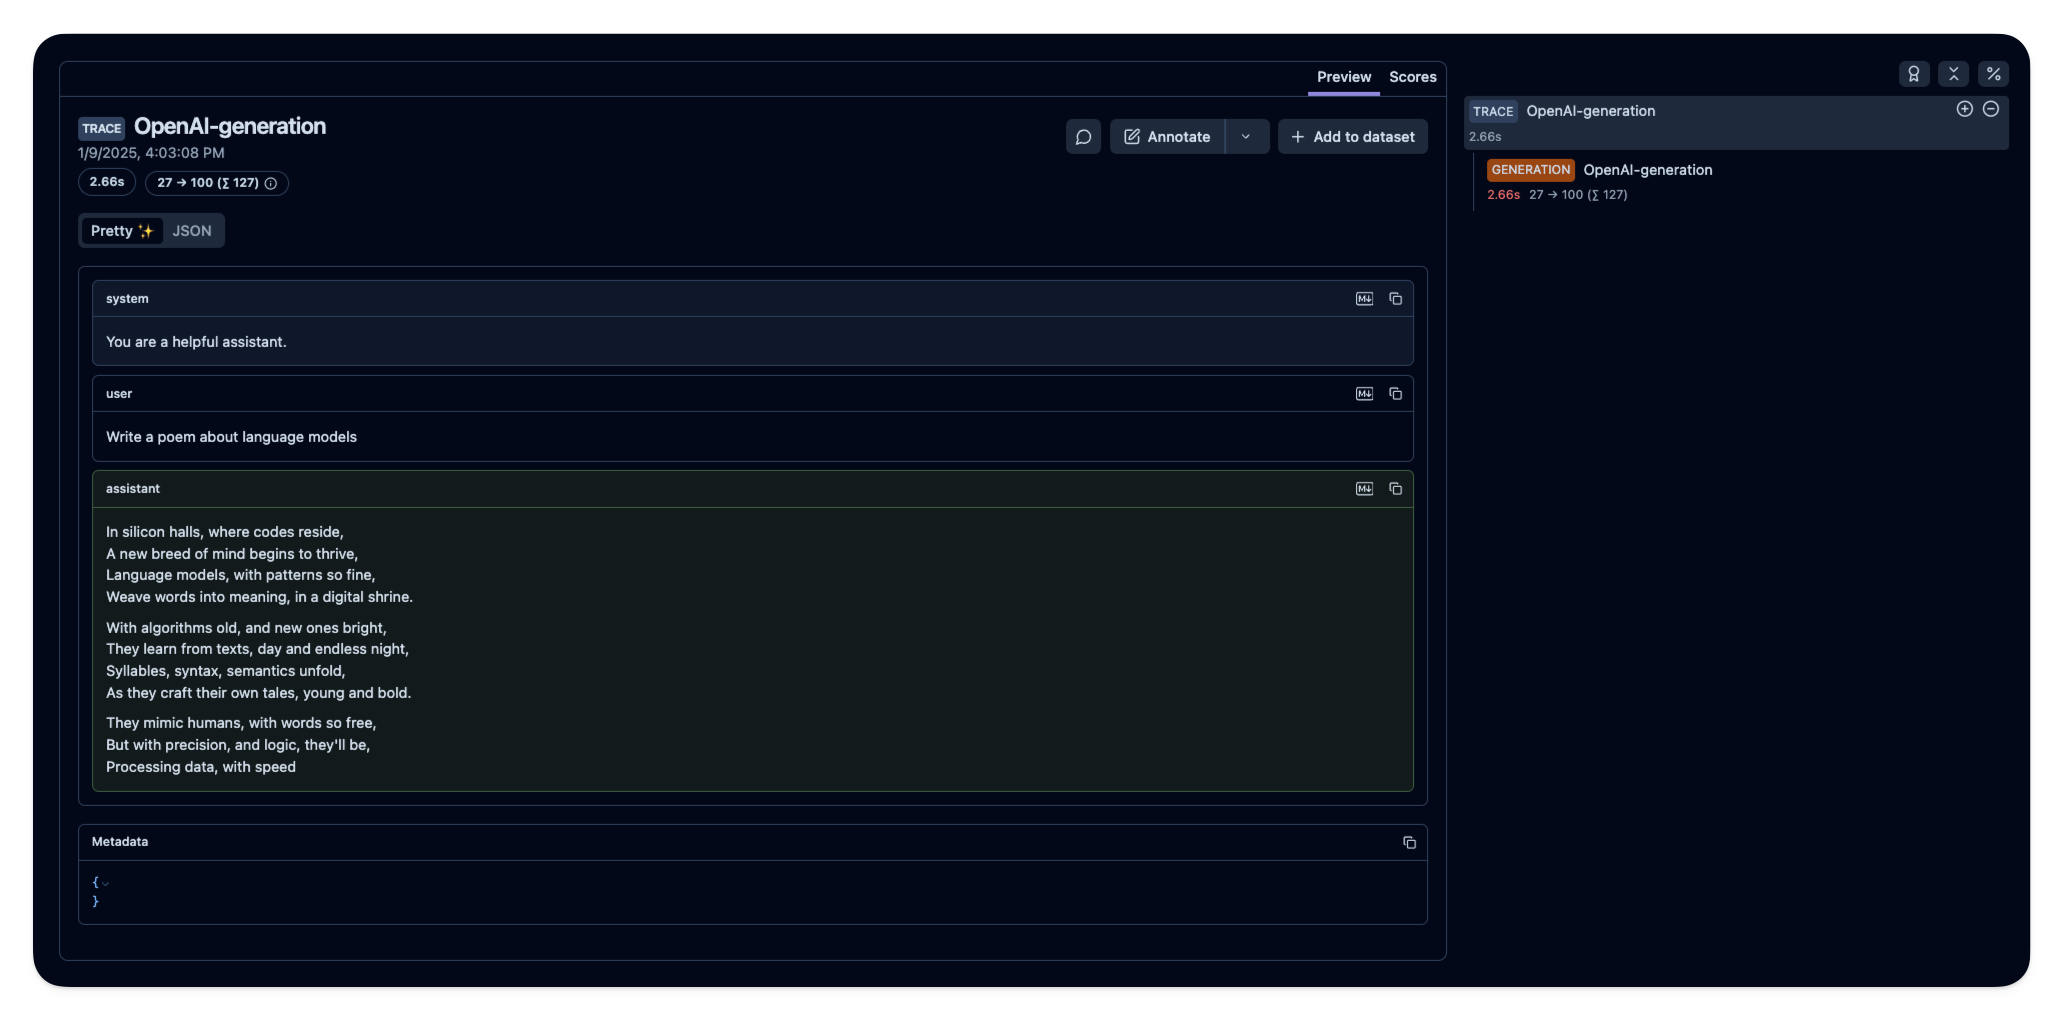 Preview Scores
TRACE OpenAI-generation
1/9/2025, 4:03:08 PM
2.66s 27 → 100 (∑ 127)
Annotate
+ Add to dataset
Pretty ✨ JSON
system
You are a helpful assistant.
user
Write a poem about language models
assistant
In silicon halls, where codes reside,
A new breed of mind begins to thrive,
Language models, with patterns so fine,
Weave words into meaning, in a digital shrine.
With algorithms old, and new ones bright,
They learn from texts, day and endless night,
Syllables, syntax, semantics unfold,
As they craft their own tales, young and bold.
They mimic humans, with words so free,
But with precision, and logic, they'll be,
Processing data, with speed
Metadata
{
}
TRACE OpenAI-generation
2.66s
GENERATION OpenAI-generation
2.66s 27 → 100 (∑ 127)